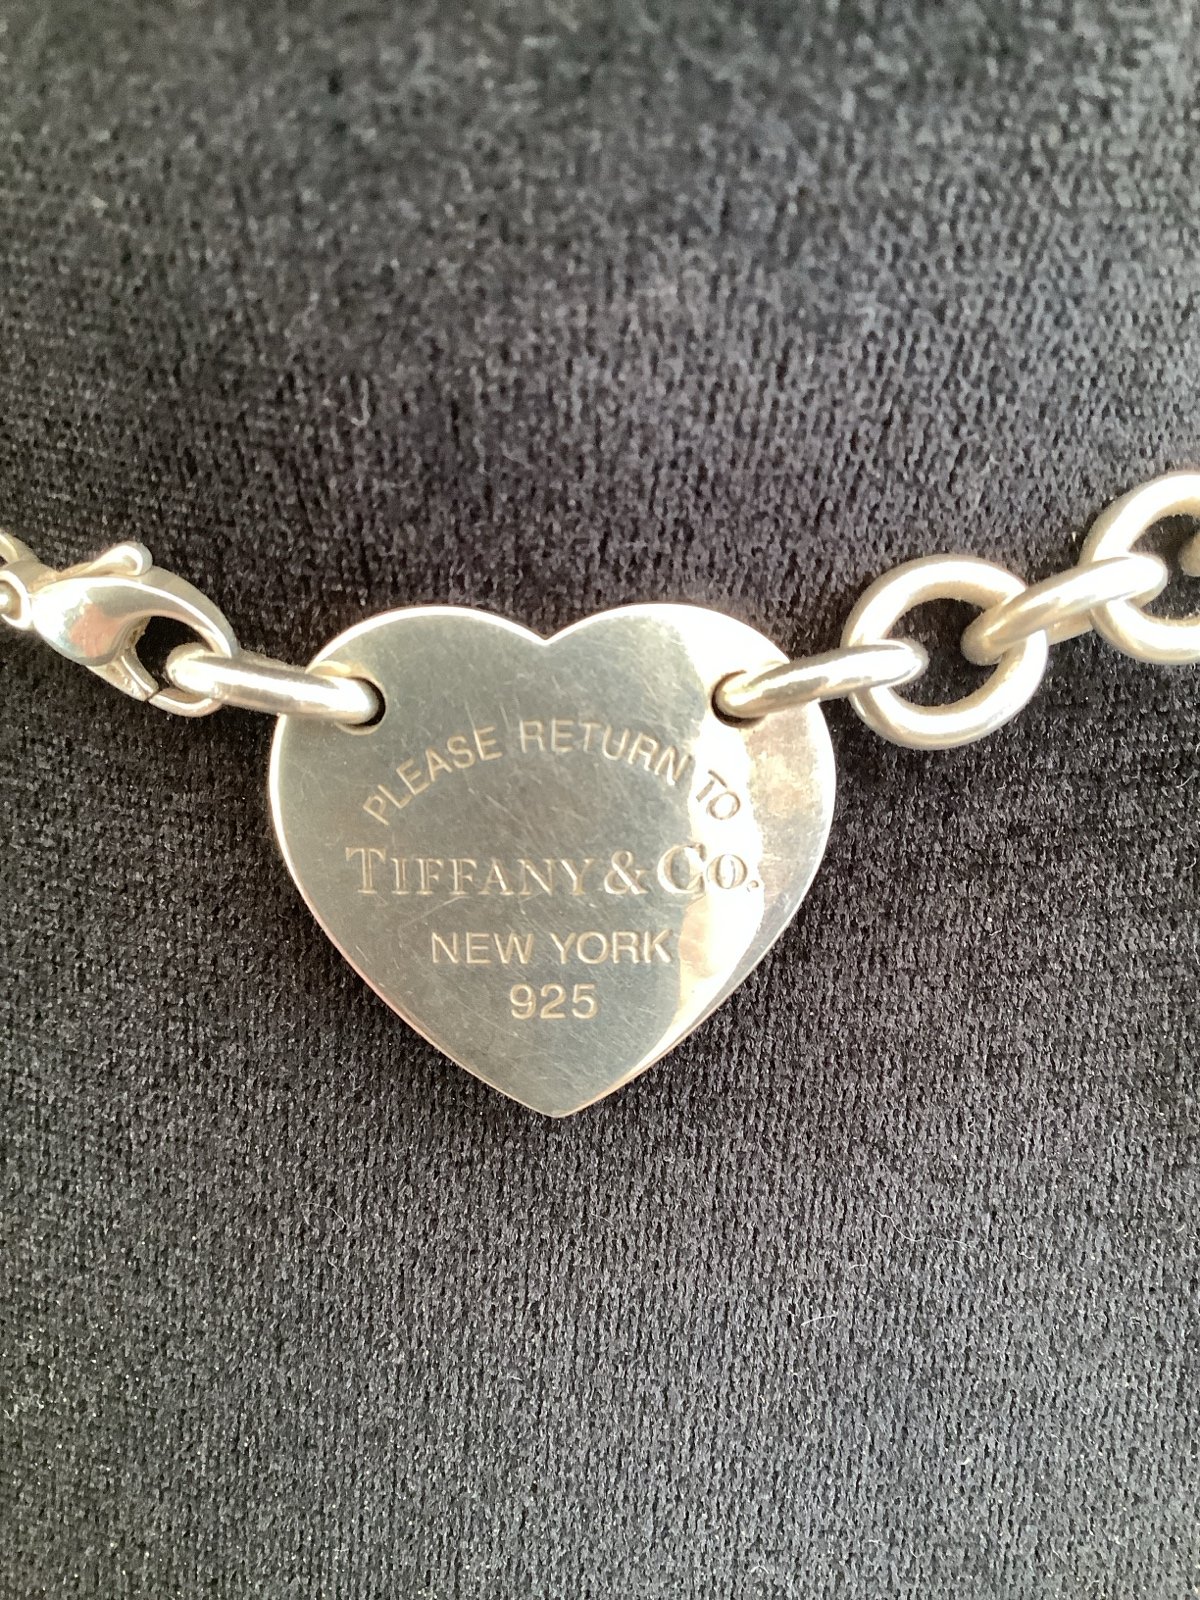 PLEASE RETURN TO
TIFFANY & CO.
NEW YORK
925